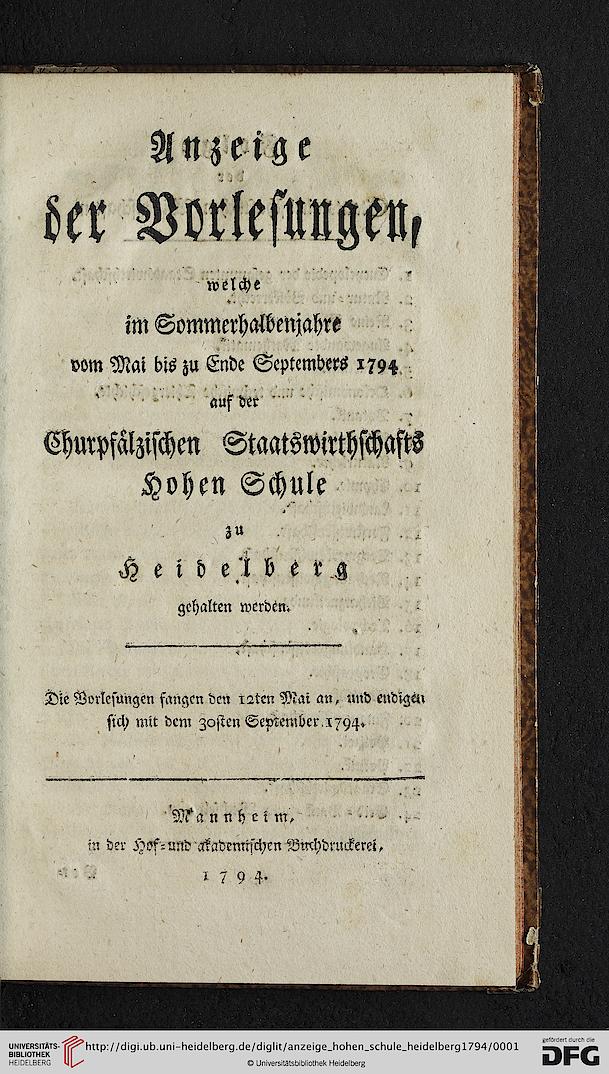 Anzeige
der Vorlesungen,
welche
im Sommerhalbenjahre
vom Mai bis zu Ende Septembers 1794
auf der
Churpfälzischen Staatswirthschafts
Hohen Schule
zu
Heidelberg
gehalten werden.
Die Vorlesungen fangen den 12ten Mai an, und endigen
sich mit dem 30sten September 1794.
Mannheim,
in der Hof- und akademischen Buchdruckerei,
1794.
UNIVERSITÄTS-
BIBLIOTHEK
HEIDELBERG
http://digi.ub.uni-heidelberg.de/diglit/anzeige_hohen_schule_heidelberg1794/0001
© Universitätsbibliothek Heidelberg
gefördert durch die
DFG